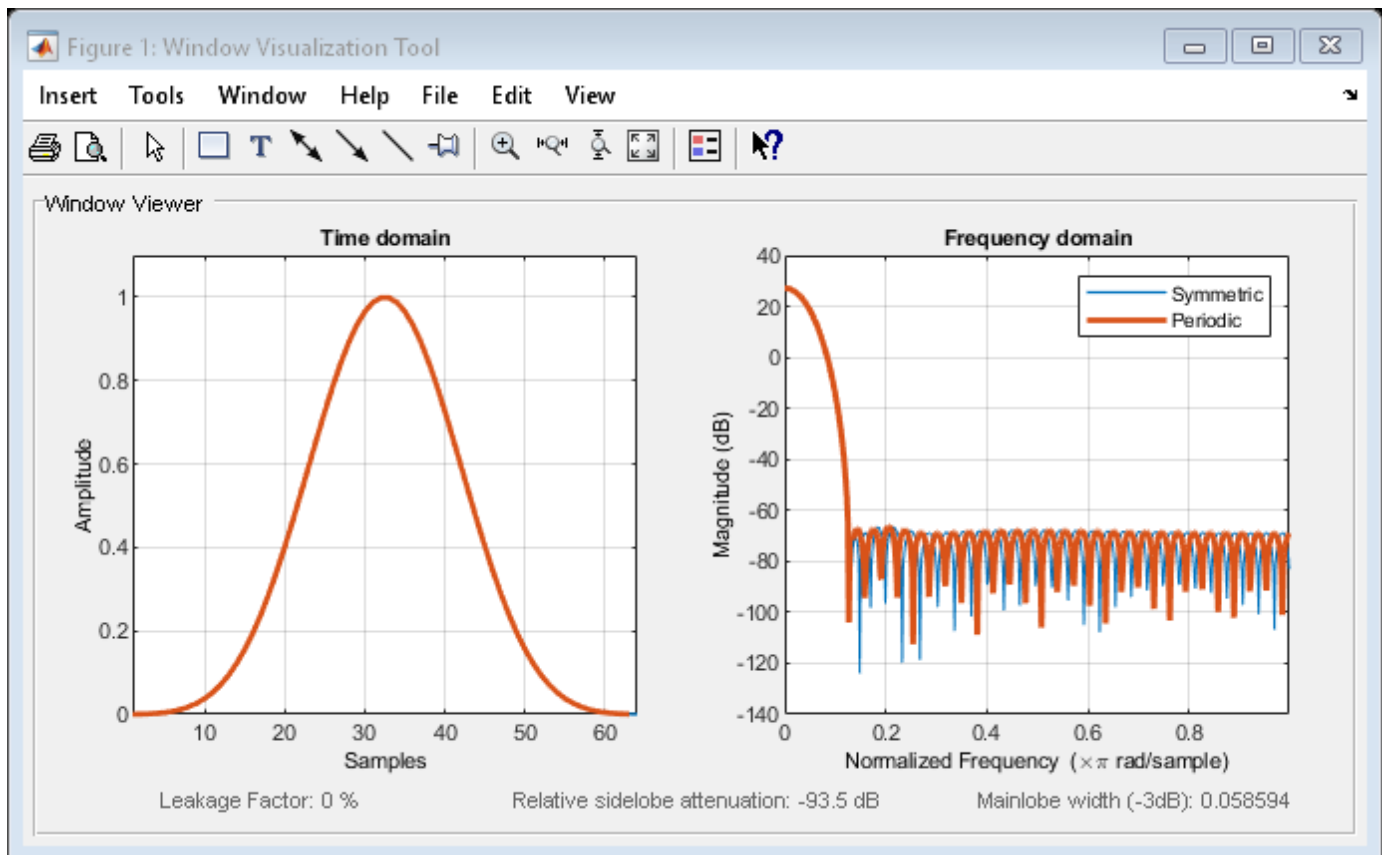 Figure 1: Window Visualization Tool
Insert Tools Window Help File Edit View
T
?
Window Viewer
Time domain
1
0.8
0.6
0.4
0.2
0
10 20 30 40 50 60
Amplitude
Samples
Frequency domain
40
20
0
-20
-40
-60
-80
-100
-120
-140
0 0.2 0.4 0.6 0.8
Magnitude (dB)
Normalized Frequency (×π rad/sample)
Symmetric
Periodic
Leakage Factor: 0 % Relative sidelobe attenuation: -93.5 dB Mainlobe width (-3dB): 0.058594